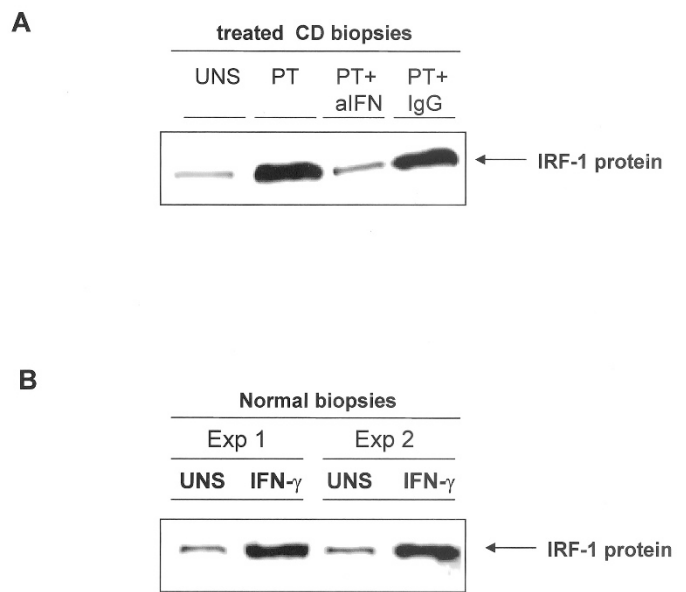 A
treated CD biopsies
UNS PT PT+ PT+
aIFN IgG
IRF-1 protein
B
Normal biopsies
Exp 1 Exp 2
UNS IFN-γ UNS IFN-γ
IRF-1 protein